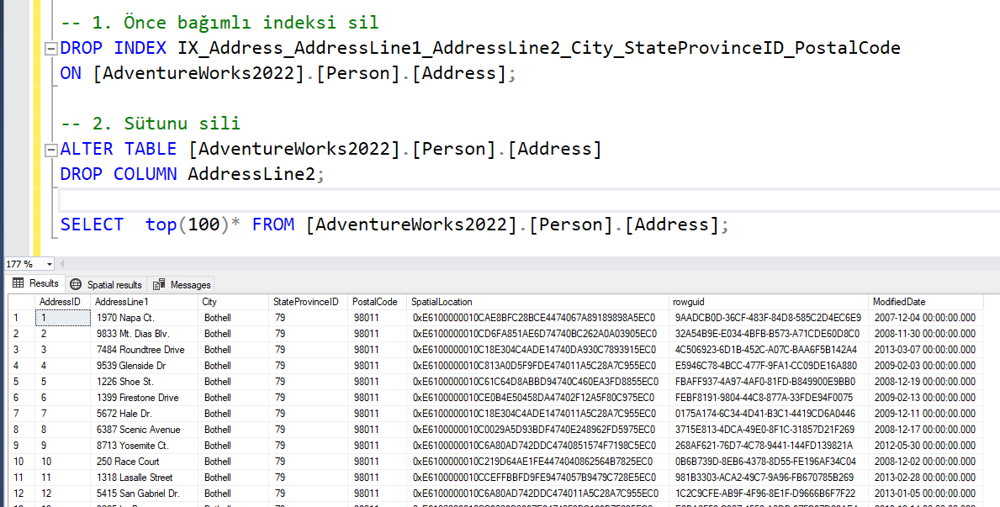 -- 1. Önce bağımlı indeksi sil
DROP INDEX IX_Address_AddressLine1_AddressLine2_City_StateProvinceID_PostalCode
ON [AdventureWorks2022].[Person].[Address];
-- 2. Sütunu sili
ALTER TABLE [AdventureWorks2022].[Person].[Address]
DROP COLUMN AddressLine2;
SELECT  top(100)* FROM [AdventureWorks2022].[Person].[Address];
177 %
Results Spatial results Messages
AddressID AddressLine1 City StateProvinceID PostalCode SpatialLocation rowguid ModifiedDate
1 1 1970 Napa Ct. Bothell 79 98011 0xE6100000010CAE8BFC28BCE4474067A89189898A5EC0 9AADCB0D-36CF-483F-84D8-585C2D4EC6E9 2007-12-04 00:00:00.000
2 2 9833 Mt. Dias Blv. Bothell 79 98011 0xE6100000010CD6FA851AE6D74740BC262A0A03905EC0 32A54B9E-E034-4BFB-B573-A71CDE60D8C0 2008-11-30 00:00:00.000
3 3 7484 Roundtree Drive Bothell 79 98011 0xE6100000010C18E304C4ADE14740DA930C7893915EC0 4C506923-6D1B-452C-A07C-BAA6F5B142A4 2013-03-07 00:00:00.000
4 4 9539 Glenside Dr Bothell 79 98011 0xE6100000010C813A0D5F9FDE474011A5C28A7C955EC0 E5946C78-4BCC-477F-9FA1-CC09DE16A880 2009-02-03 00:00:00.000
5 5 1226 Shoe St. Bothell 79 98011 0xE6100000010C61C64D8ABBD94740C460EA3FD8855EC0 FBAFF937-4A97-4AF0-81FD-B849900E9BB0 2008-12-19 00:00:00.000
6 6 1399 Firestone Drive Bothell 79 98011 0xE6100000010CE0B4E50458DA47402F12A5F80C975EC0 FEBF8191-9804-44C8-877A-33FDE94F0075 2009-02-13 00:00:00.000
7 7 5672 Hale Dr. Bothell 79 98011 0xE6100000010C18E304C4ADE1474011A5C28A7C955EC0 0175A174-6C34-4D41-B3C1-4419CD6A0446 2009-12-11 00:00:00.000
8 8 6387 Scenic Avenue Bothell 79 98011 0xE6100000010C0029A5D93BDF4740E248962FD5975EC0 3715E813-4DCA-49E0-8F1C-31857D21F269 2008-12-17 00:00:00.000
9 9 8713 Yosemite Ct. Bothell 79 98011 0xE6100000010C6A80AD742DDC4740851574F7198C5EC0 268AF621-76D7-4C78-9441-144FD139821A 2012-05-30 00:00:00.000
10 10 250 Race Court Bothell 79 98011 0xE6100000010C219D64AE1FE4474040862564B7825EC0 0B6B739D-8EB6-4378-8D55-FE196AF34C04 2008-12-02 00:00:00.000
11 11 1318 Lasalle Street Bothell 79 98011 0xE6100000010CCEFFBBFD9FE9474057B9479C728E5EC0 981B3303-ACA2-49C7-9A96-FB670785B269 2013-02-28 00:00:00.000
12 12 5415 San Gabriel Dr. Bothell 79 98011 0xE6100000010C6A80AD742DDC474011A5C28A7C955EC0 1C2C9CFE-AB9F-4F96-8E1F-D9666B6F7F22 2013-01-05 00:00:00.000